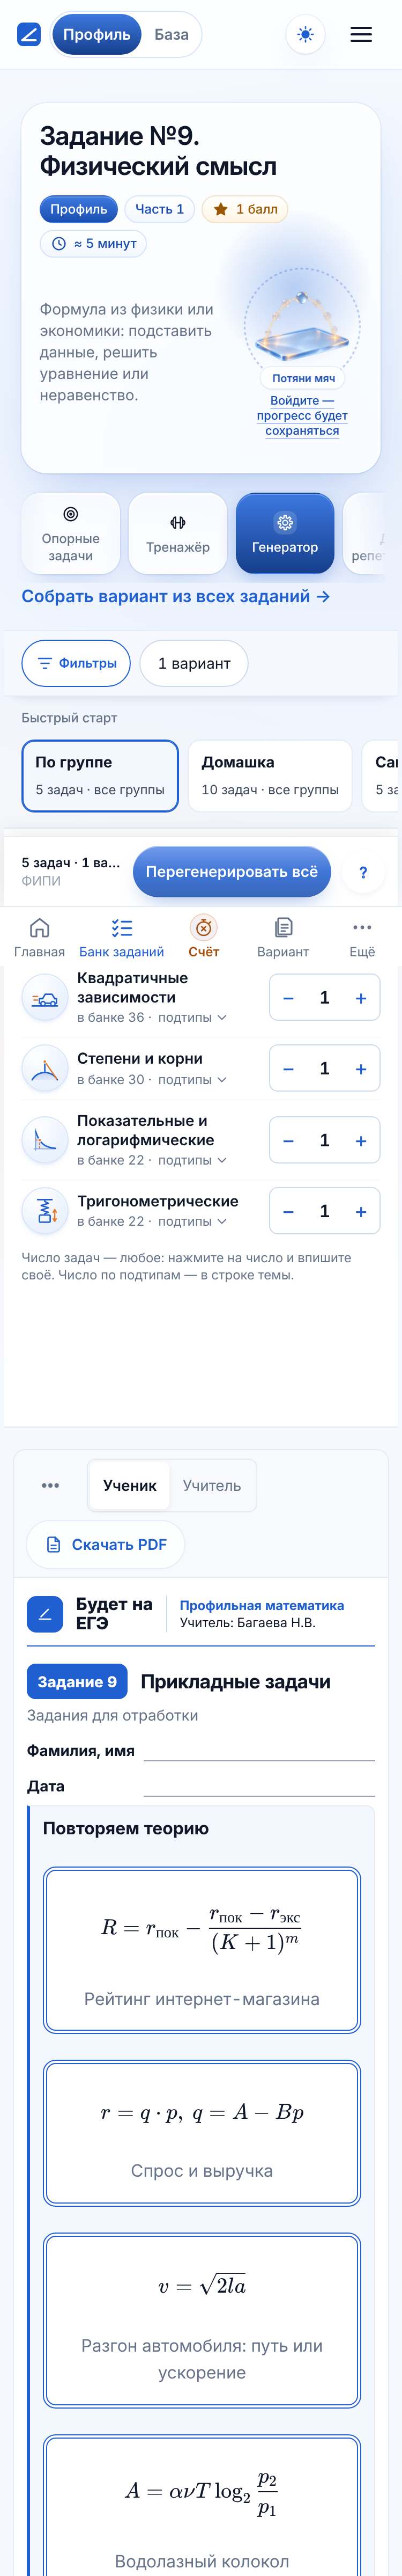 Профиль База
Задание №9.
Физический смысл
Профиль Часть 1 1 балл
≈ 5 минут
Формула из физики или
экономики: подставить
данные, решить
уравнение или
неравенство.
Потяни мяч
Войдите —
прогресс будет
сохраняться
Опорные
задачи
Тренажёр
Генератор
Собрать вариант из всех заданий →
Фильтры 1 вариант
Быстрый старт
По группе
5 задач · все группы
Домашка
10 задач · все группы
5 задач · 1 ва...
ФИПИ
Перегенерировать всё ?
Главная Банк заданий Счёт Вариант Ещё
Квадратичные
зависимости
в банке 36 · подтипы
− 1 +
Степени и корни
в банке 30 · подтипы
− 1 +
Показательные и
логарифмические
в банке 22 · подтипы
− 1 +
Тригонометрические
в банке 22 · подтипы
− 1 +
Число задач — любое: нажмите на число и впишите
своё. Число по подтипам — в строке темы.
Ученик Учитель
Скачать PDF
Будет на
ЕГЭ
Профильная математика
Учитель: Багаева Н.В.
Задание 9 Прикладные задачи
Задания для отработки
Фамилия, имя
Дата
Повторяем теорию
R = r_пок − (r_пок − r_экс)/(K + 1)^m
Рейтинг интернет-магазина
r = q · p, q = A − Bp
Спрос и выручка
v = √(2la)
Разгон автомобиля: путь или
ускорение
A = ανT log₂ p₂/p₁
Водолазный колокол